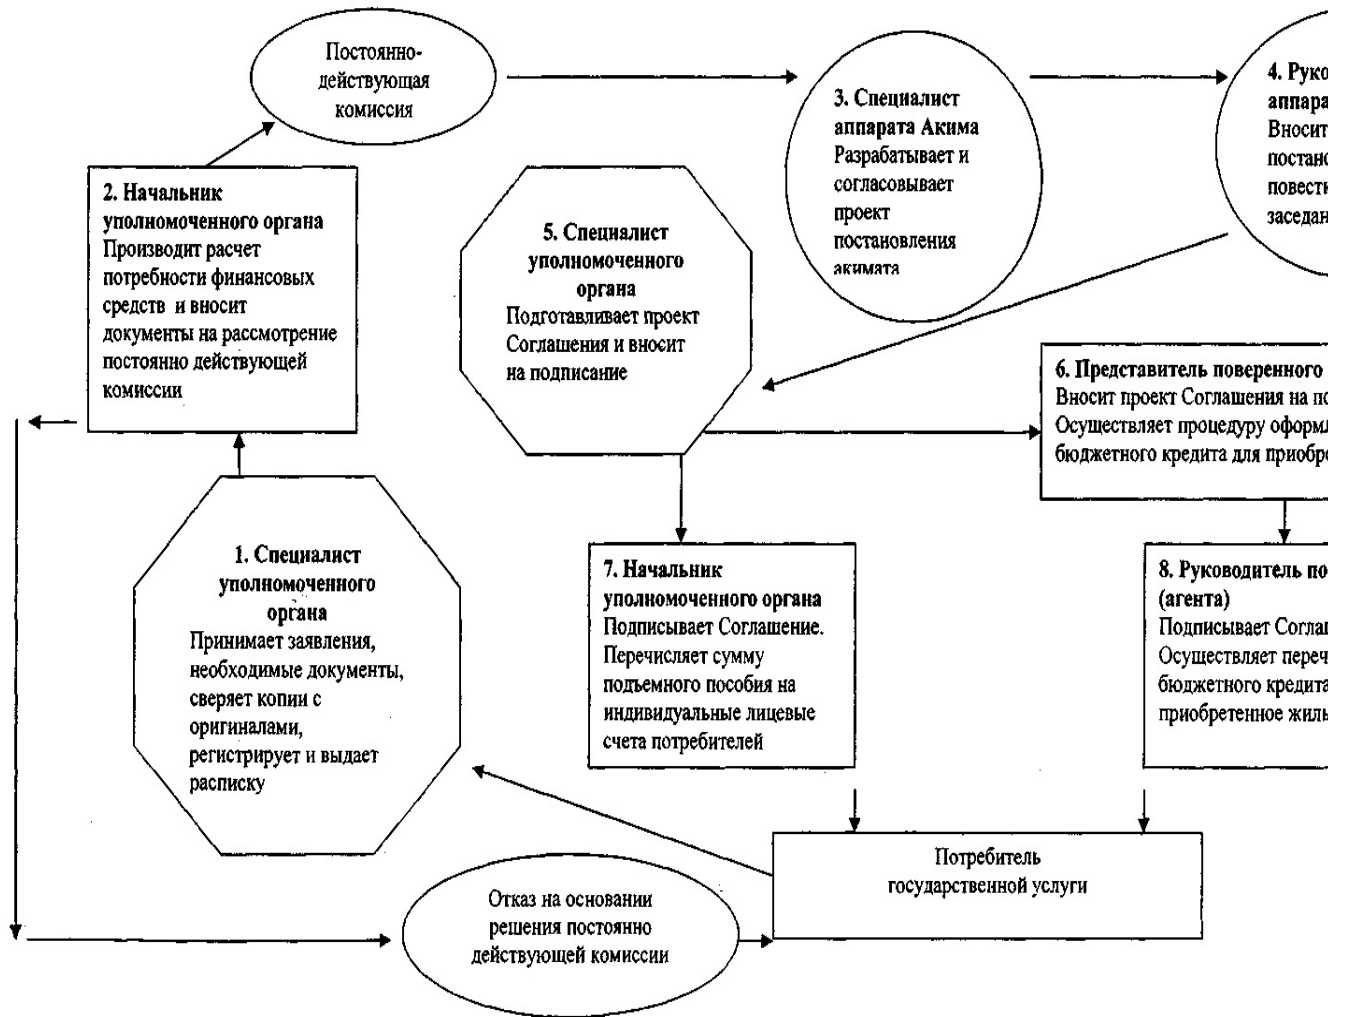 Постоянно-
действующая
комиссия
3. Специалист
аппарата Акима
Разрабатывает и
согласовывает
проект
постановления
акимата
4. Руко
аппара
Вносит
постано
повестк
заседан
2. Начальник
уполномоченного органа
Производит расчет
потребности финансовых
средств и вносит
документы на рассмотрение
постоянно действующей
комиссии
5. Специалист
уполномоченного
органа
Подготавливает проект
Соглашения и вносит
на подписание
6. Представитель поверенного
Вносит проект Соглашения на по
Осуществляет процедуру оформл
бюджетного кредита для приобре
1. Специалист
уполномоченного
органа
Принимает заявления,
необходимые документы,
сверяет копии с
оригиналами,
регистрирует и выдает
расписку
7. Начальник
уполномоченного органа
Подписывает Соглашение.
Перечисляет сумму
подъемного пособия на
индивидуальные лицевые
счета потребителей
8. Руководитель по
(агента)
Подписывает Соглаш
Осуществляет переч
бюджетного кредита
приобретенное жиль
Потребитель
государственной услуги
Отказ на основании
решения постоянно
действующей комиссии